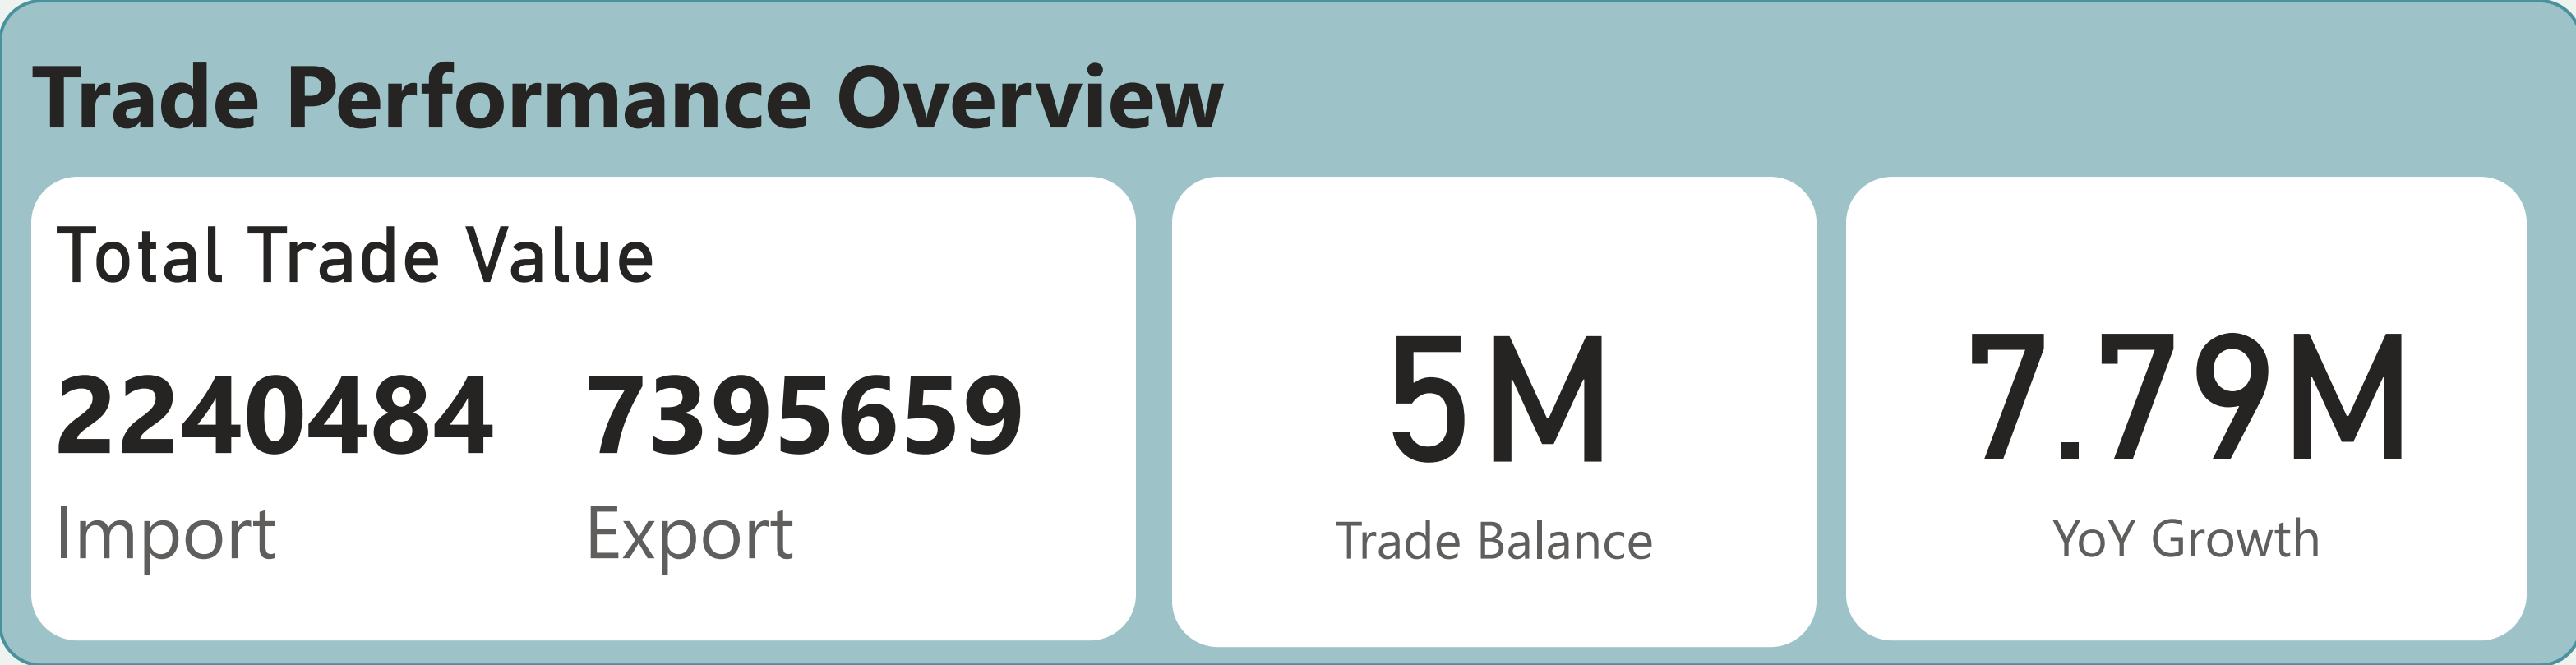 Trade Performance Overview
Total Trade Value
2240484 7395659
Import Export
5M
Trade Balance
7.79M
YoY Growth